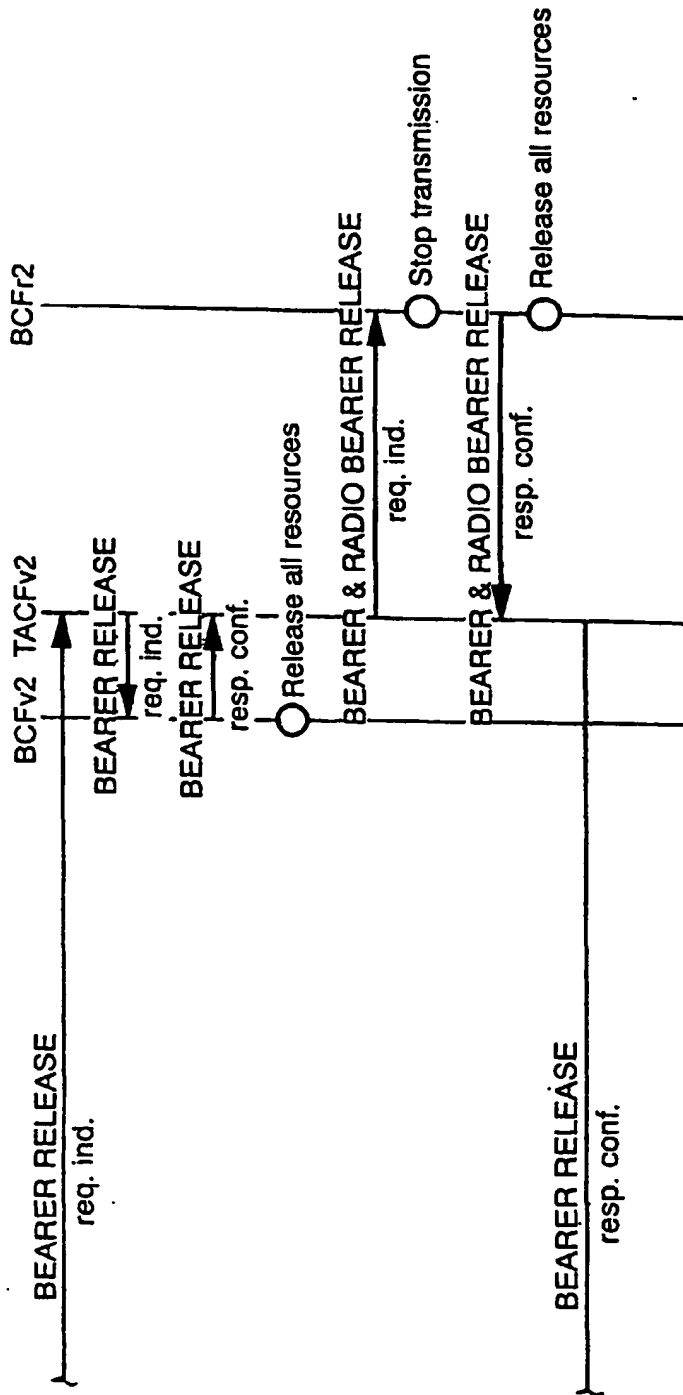 BCFv2 TACFv2
BCFr2
BEARER RELEASE
req. ind.
BEARER RELEASE
req. ind.
BEARER RELEASE
resp. conf.
Release all resources
BEARER & RADIO BEARER RELEASE
req. ind.
Stop transmission
BEARER & RADIO BEARER RELEASE
resp. conf.
Release all resources
BEARER RELEASE
resp. conf.